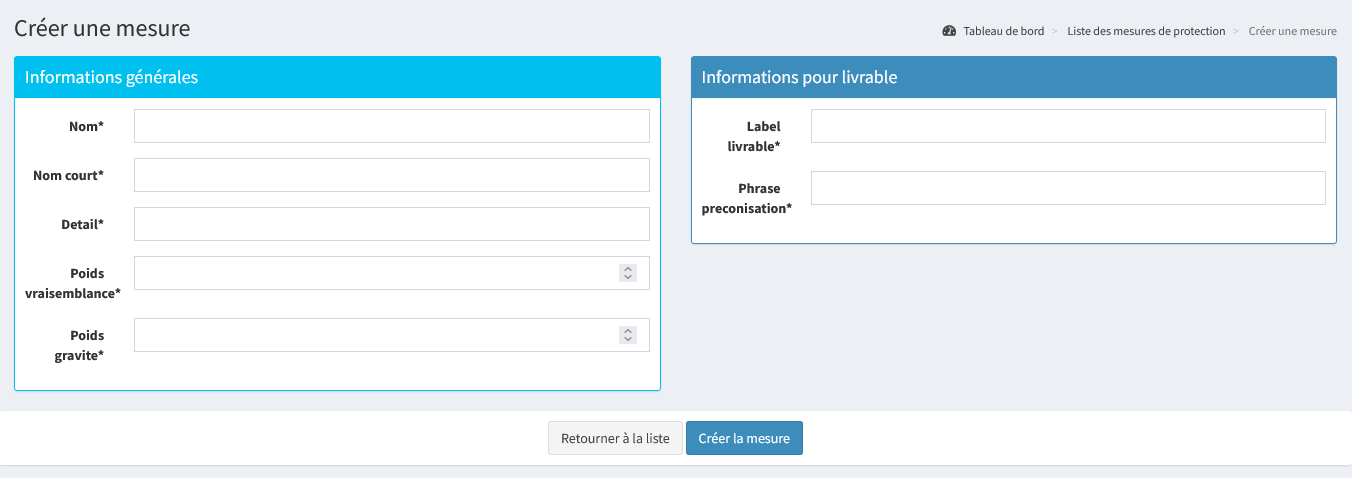 Créer une mesure
Tableau de bord > Liste des mesures de protection > Créer une mesure
Informations générales
Nom*
Nom court*
Detail*
Poids
vraisemblance*
Poids
gravite*
Informations pour livrable
Label
livrable*
Phrase
preconisation*
Retourner à la liste
Créer la mesure